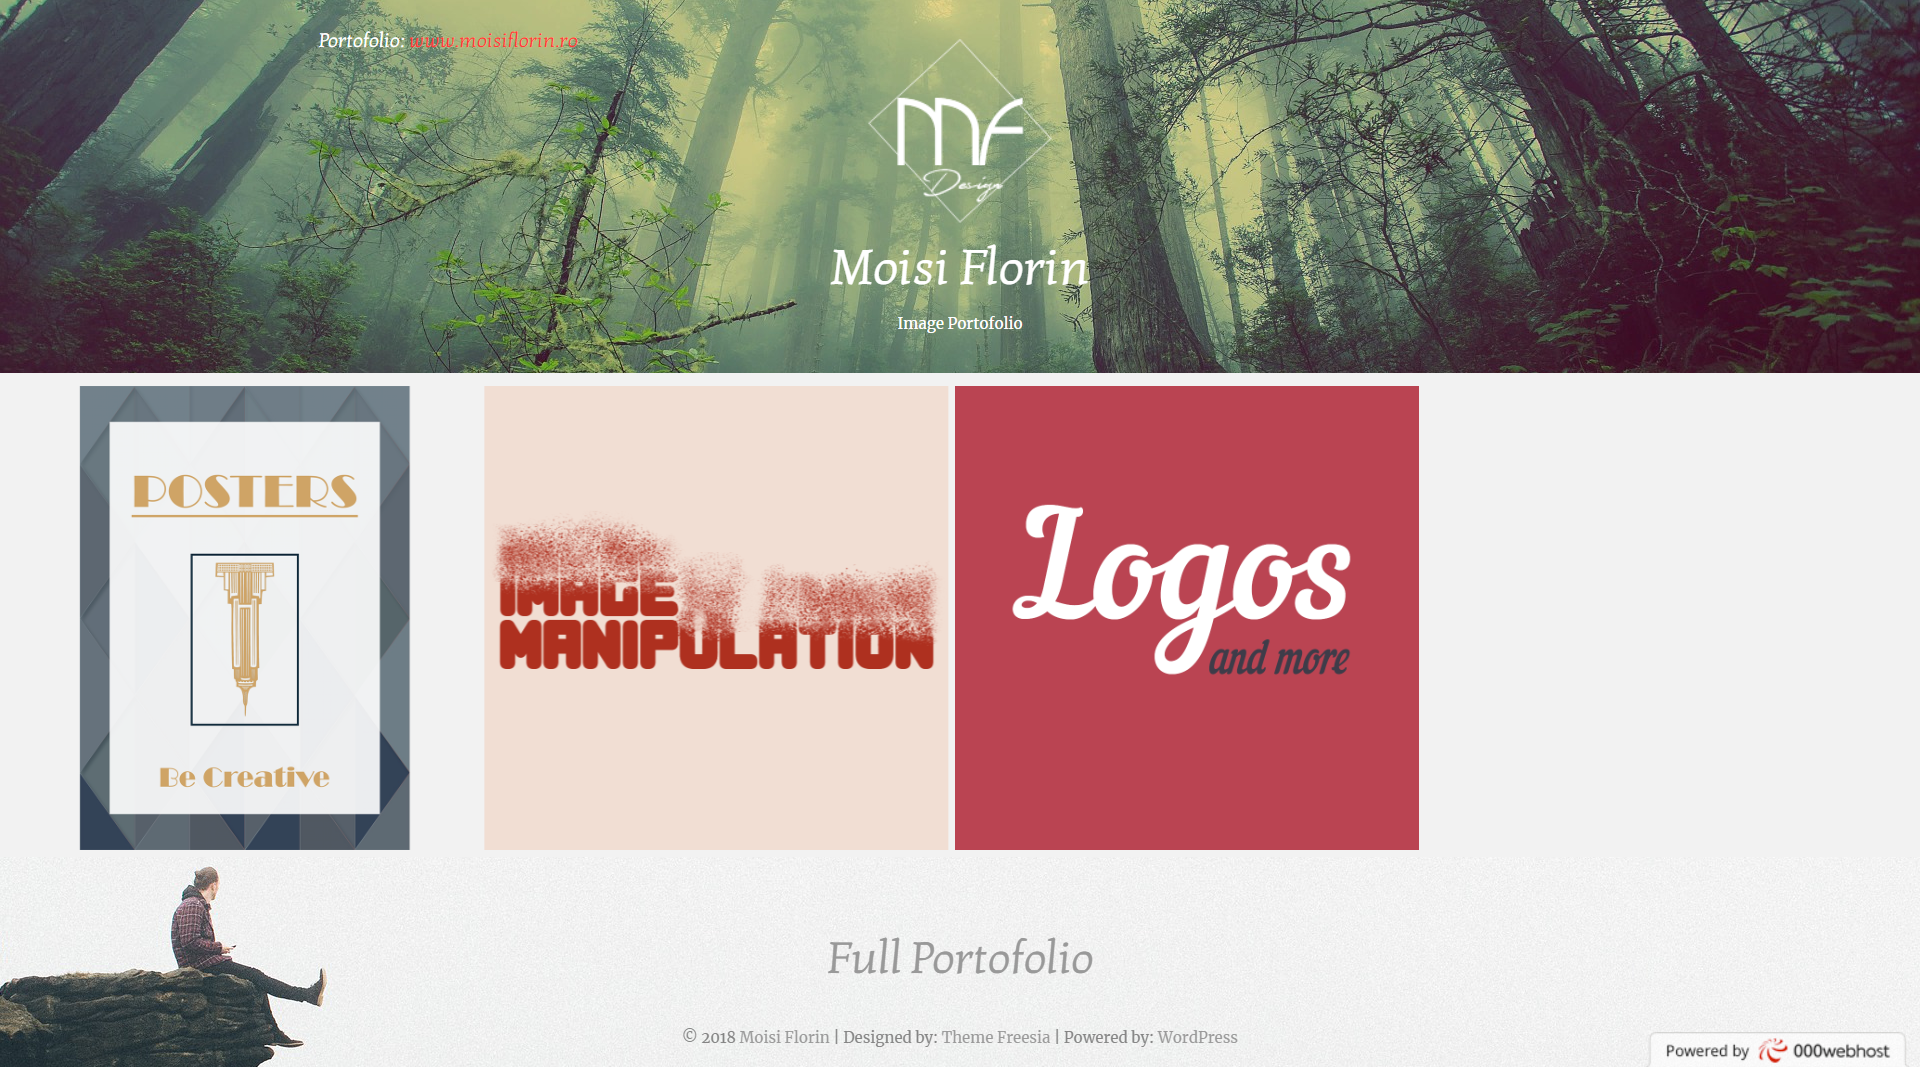 Portofolio: www.moisiflorin.ro
MF
Design
Moisi Florin
Image Portofolio
POSTERS
Be Creative
IMAGE
MANIPULATION
Logos
and more
Full Portofolio
© 2018 Moisi Florin | Designed by: Theme Freesia | Powered by: WordPress
Powered by 000webhost